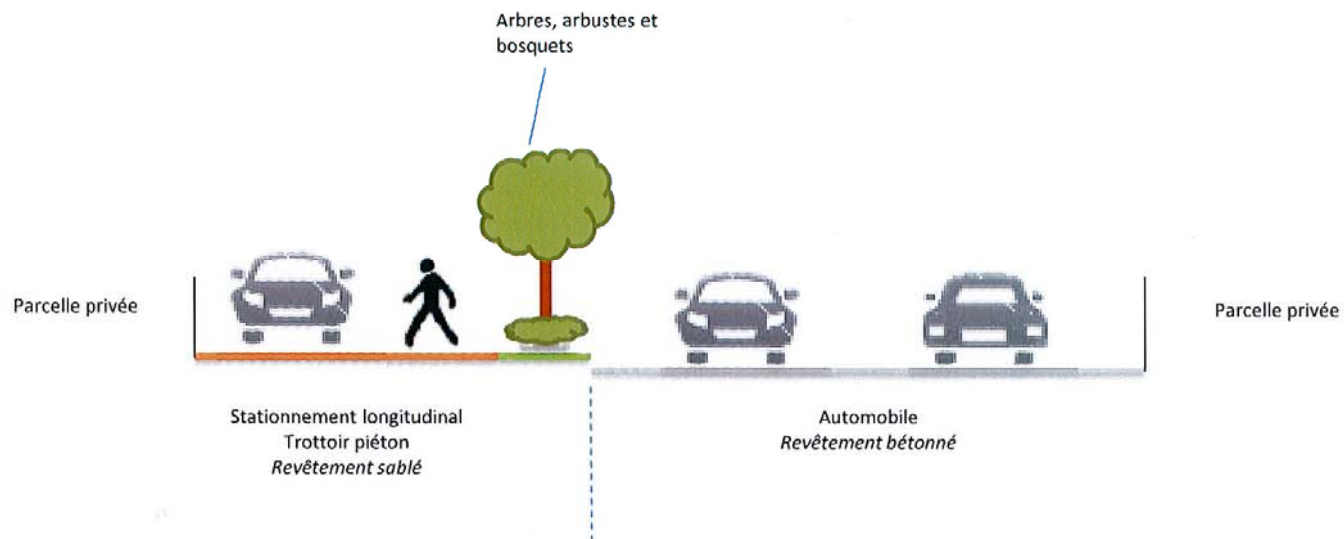 Arbres, arbustes et
bosquets
Parcelle privée
Parcelle privée
Stationnement longitudinal
Trottoir piéton
Revêtement sablé
Automobile
Revêtement bétonné